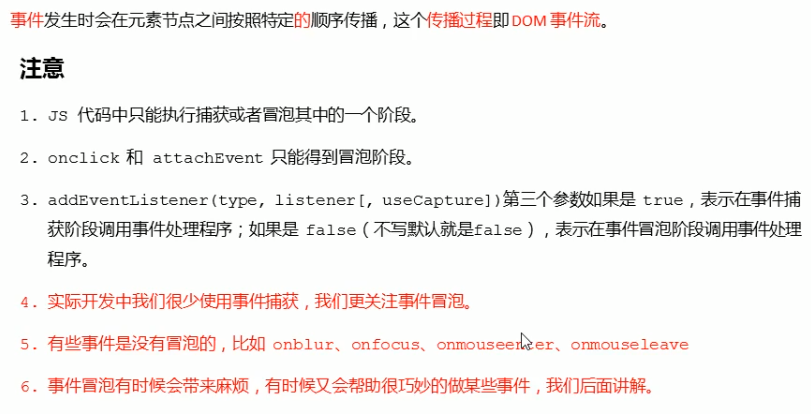 事件发生时会在元素节点之间按照特定的顺序传播，这个传播过程即DOM 事件流。
注意
1. JS 代码中只能执行捕获或者冒泡其中的一个阶段。
2. onclick 和 attachEvent 只能得到冒泡阶段。
3. addEventListener(type, listener[, useCapture])第三个参数如果是 true，表示在事件捕
获阶段调用事件处理程序；如果是 false（不写默认就是false），表示在事件冒泡阶段调用事件处理
程序。
4. 实际开发中我们很少使用事件捕获，我们更关注事件冒泡。
5. 有些事件是没有冒泡的，比如 onblur、onfocus、onmouseenter、onmouseleave
6. 事件冒泡有时候会带来麻烦，有时候又会帮助很巧妙的做某些事件，我们后面讲解。